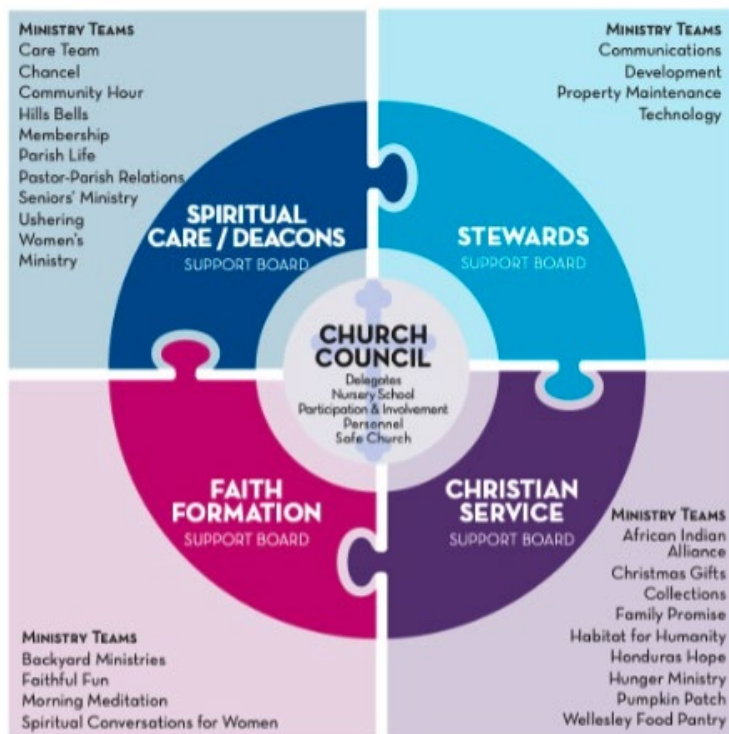 MINISTRY TEAMS
Care Team
Chancel
Community Hour
Hills Bells
Membership
Parish Life
Pastor-Parish Relations
Seniors' Ministry
Ushering
Women's
Ministry
MINISTRY TEAMS
Communications
Development
Property Maintenance
Technology
SPIRITUAL
CARE / DEACONS
SUPPORT BOARD
STEWARDS
SUPPORT BOARD
CHURCH
COUNCIL
Delegates
Nursery School
Participation & Involvement
Personnel
Safe Church
FAITH
FORMATION
SUPPORT BOARD
CHRISTIAN
SERVICE
SUPPORT BOARD
MINISTRY TEAMS
Backyard Ministries
Faithful Fun
Morning Meditation
Spiritual Conversations for Women
MINISTRY TEAMS
African Indian
Alliance
Christmas Gifts
Collections
Family Promise
Habitat for Humanity
Honduras Hope
Hunger Ministry
Pumpkin Patch
Wellesley Food Pantry